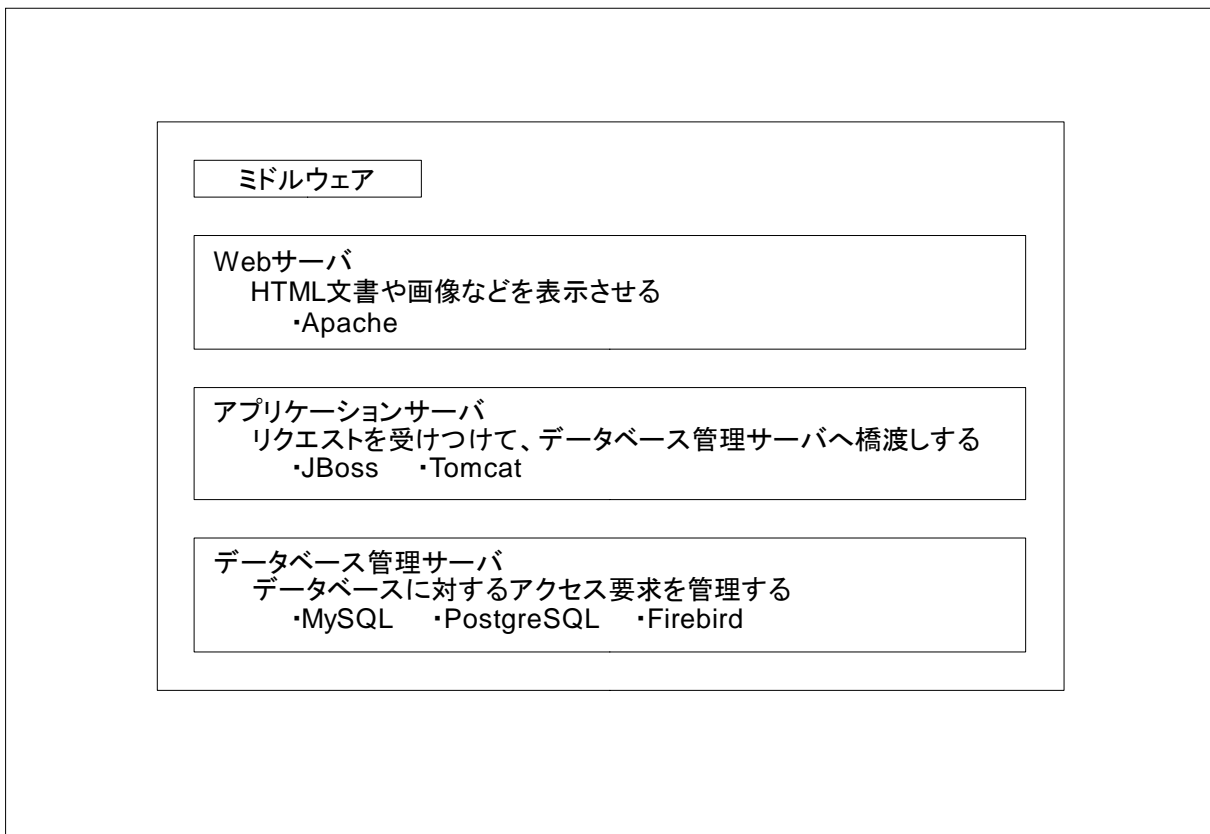 ミドルウェア
Webサーバ
HTML文書や画像などを表示させる
・Apache
アプリケーションサーバ
リクエストを受けつけて、データベース管理サーバへ橋渡しする
・JBoss ・Tomcat
データベース管理サーバ
データベースに対するアクセス要求を管理する
・MySQL ・PostgreSQL ・Firebird